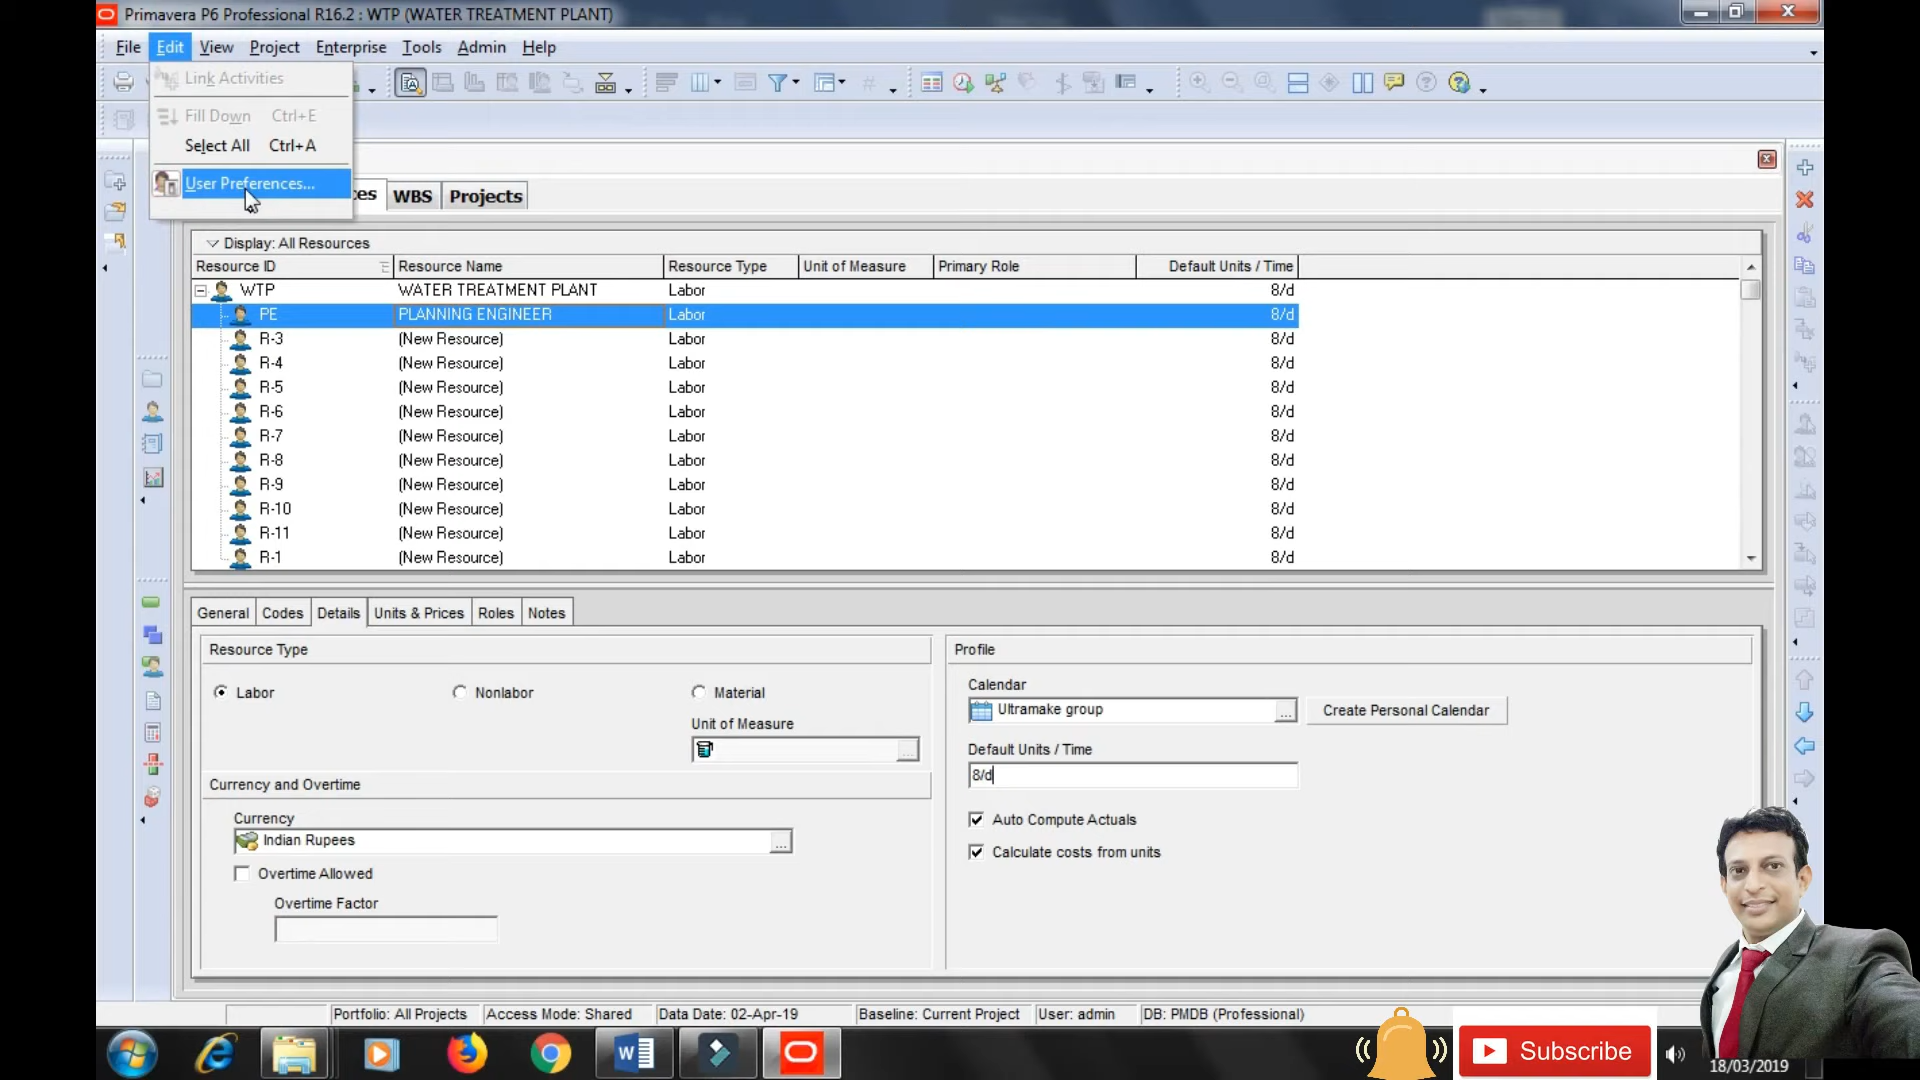 Primavera P6 Professional R16.2 : WTP (WATER TREATMENT PLANT)
File Edit View Project Enterprise Tools Admin Help
Link Activities
Fill Down Ctrl+E
Select All Ctrl+A
User Preferences...
WBS Projects
Display: All Resources
Resource ID Resource Name Resource Type Unit of Measure Primary Role Default Units / Time
WTP WATER TREATMENT PLANT Labor 8/d
PE PLANNING ENGINEER Labor 8/d
R-3 (New Resource) Labor 8/d
R-4 (New Resource) Labor 8/d
R-5 (New Resource) Labor 8/d
R-6 (New Resource) Labor 8/d
R-7 (New Resource) Labor 8/d
R-8 (New Resource) Labor 8/d
R-9 (New Resource) Labor 8/d
R-10 (New Resource) Labor 8/d
R-11 (New Resource) Labor 8/d
R-1 (New Resource) Labor 8/d
General Codes Details Units & Prices Roles Notes
Resource Type
Labor Nonlabor Material
Unit of Measure
Currency and Overtime
Currency
Indian Rupees
Overtime Allowed
Overtime Factor
Profile
Calendar
Ultramake group
Create Personal Calendar
Default Units / Time
8/d
Auto Compute Actuals
Calculate costs from units
Portfolio: All Projects Access Mode: Shared Data Date: 02-Apr-19 Baseline: Current Project User: admin DB: PMDB (Professional)
Subscribe
18/03/2019